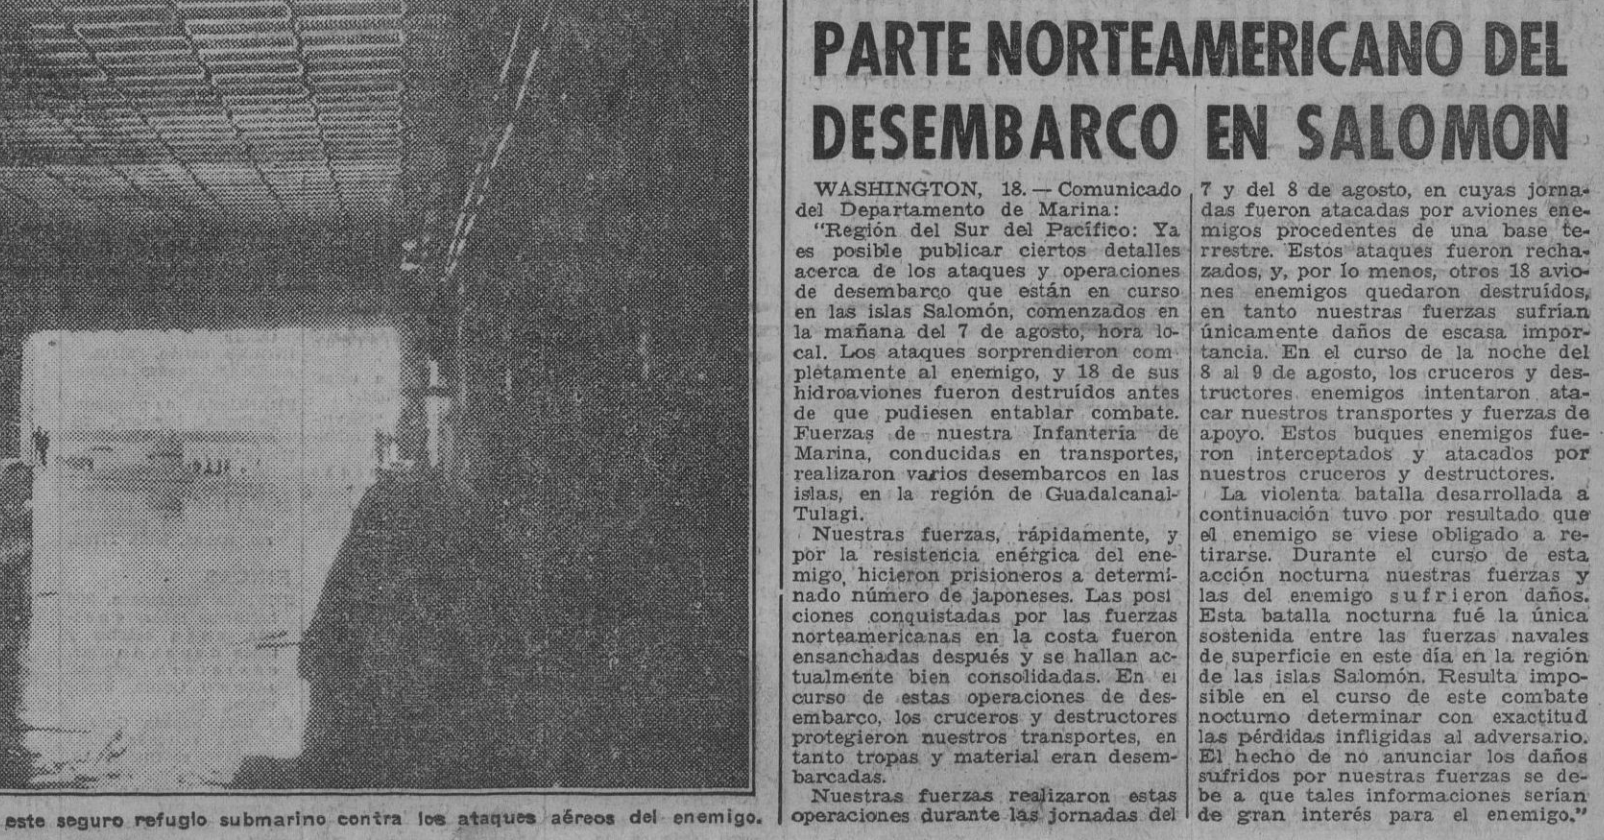 PARTE NORTEAMERICANO DEL
DESEMBARCO EN SALOMON
WASHINGTON, 18. — Comunicado
del Departamento de Marina:
"Región del Sur del Pacífico: Ya
es posible publicar ciertos detalles
acerca de los ataques y operaciones
de desembarco que están en curso
en las islas Salomón, comenzados en
la mañana del 7 de agosto, hora lo-
cal. Los ataques sorprendieron com
pletamente al enemigo, y 18 de sus
hidroaviones fueron destruídos antes
de que pudiesen entablar combate.
Fuerzas de nuestra Infantería de
Marina, conducidas en transportes,
realizaron varios desembarcos en las
islas, en la región de Guadalcanal-
Tulagi.
Nuestras fuerzas, rápidamente, y
por la resistencia enérgica del ene-
migo, hicieron prisioneros a determi-
nado número de japoneses. Las posi
ciones conquistadas por las fuerzas
norteamericanas en la costa fueron
ensanchadas después y se hallan ac-
tualmente bien consolidadas. En el
curso de estas operaciones de des-
embarco, los cruceros y destructores
protegieron nuestros transportes, en
tanto tropas y material eran desem-
barcadas.
Nuestras fuerzas realizaron estas
operaciones durante las jornadas del
7 y del 8 de agosto, en cuyas jorna-
das fueron atacadas por aviones ene-
migos procedentes de una base te-
rrestre. Estos ataques fueron recha-
zados, y, por lo menos, otros 18 avio-
nes enemigos quedaron destruídos,
en tanto nuestras fuerzas sufrían
únicamente daños de escasa impor-
tancia. En el curso de la noche del
8 al 9 de agosto, los cruceros y des-
tructores enemigos intentaron ata-
car nuestros transportes y fuerzas de
apoyo. Estos buques enemigos fue-
ron interceptados y atacados por
nuestros cruceros y destructores.
La violenta batalla desarrollada a
continuación tuvo por resultado que
el enemigo se viese obligado a re-
tirarse. Durante el curso de esta
acción nocturna nuestras fuerzas y
las del enemigo sufrieron daños.
Esta batalla nocturna fué la única
sostenida entre las fuerzas navales
de superficie en este día en la región
de las islas Salomón. Resulta impo-
sible en el curso de este combate
nocturno determinar con exactitud
las pérdidas infligidas al adversario.
El hecho de no anunciar los daños
sufridos por nuestras fuerzas se de-
be a que tales informaciones serían
de gran interés para el enemigo."
este seguro refugio submarino contra los ataques aéreos del enemigo.